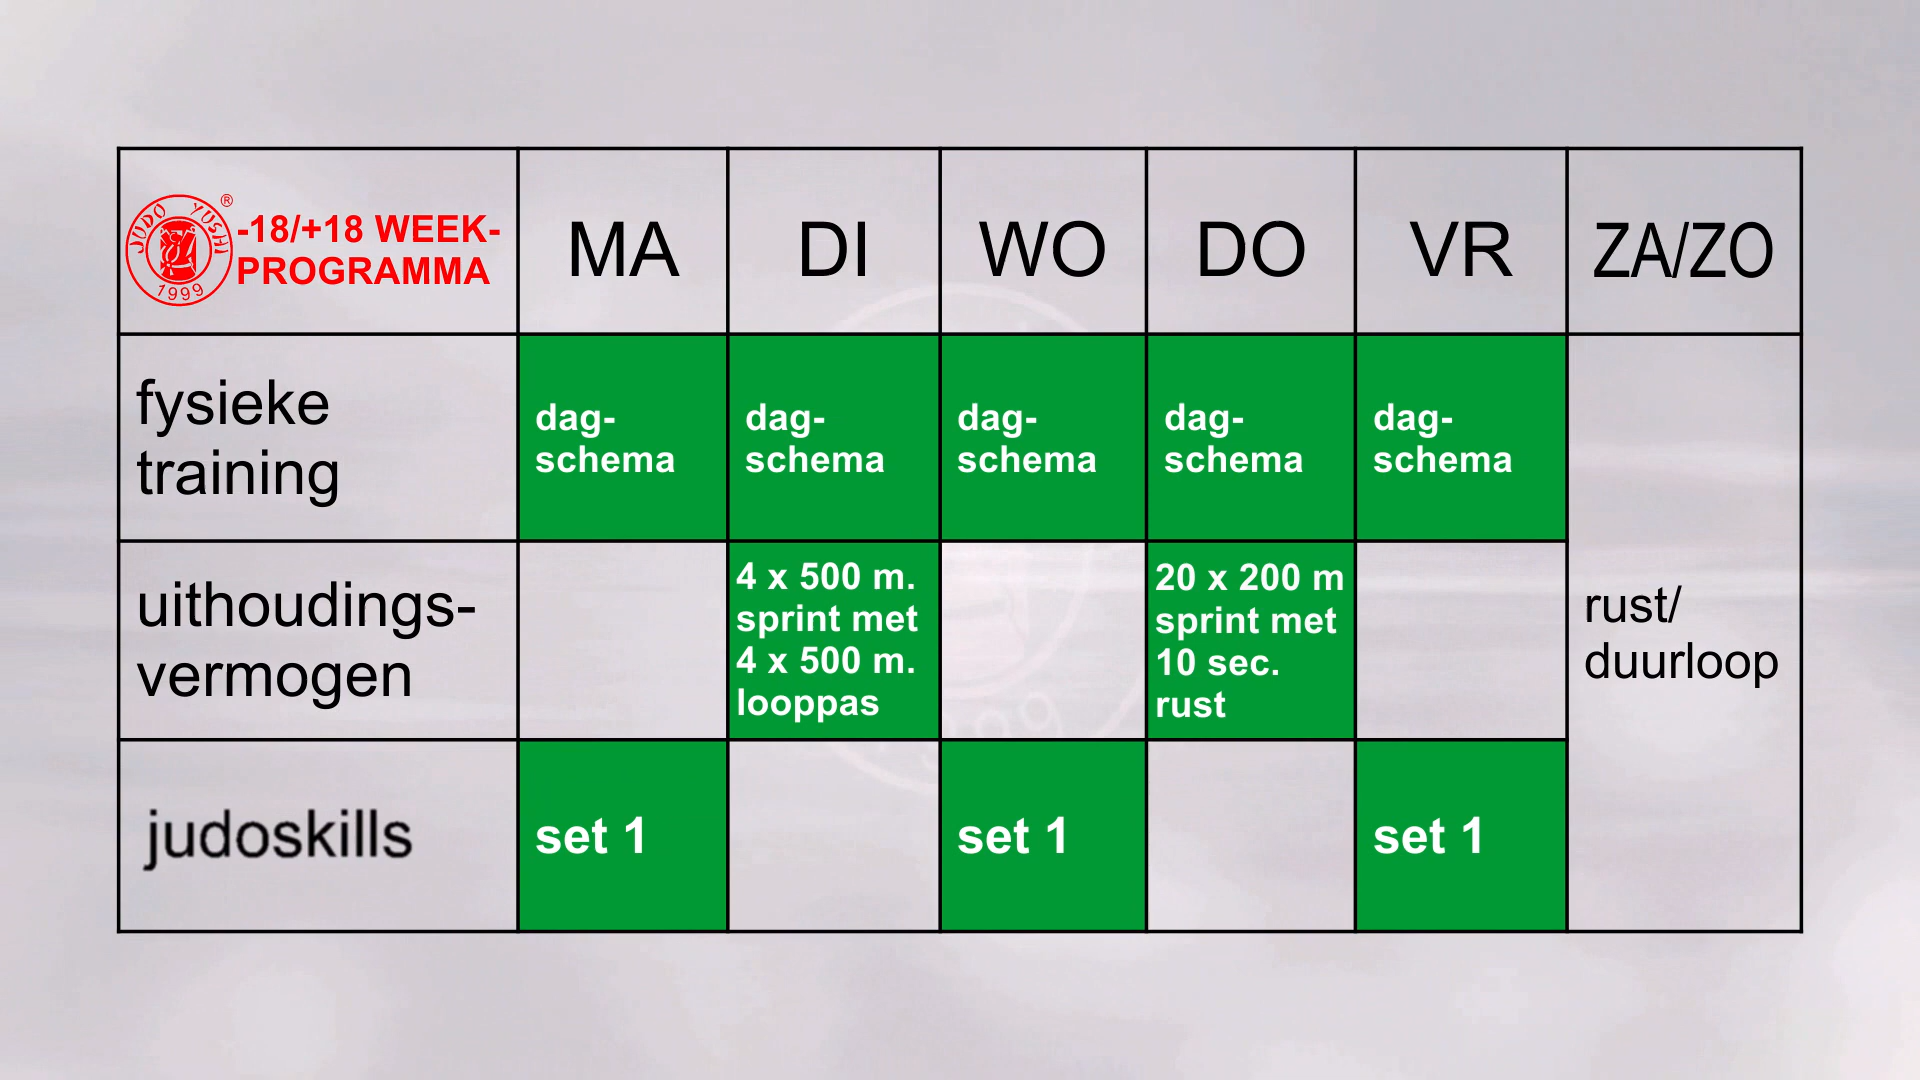 JUDO YUSHI ®
1999
-18/+18 WEEK-
PROGRAMMA
MA
DI
WO
DO
VR
ZA/ZO
fysieke
training
dag-
schema
dag-
schema
dag-
schema
dag-
schema
dag-
schema
uithoudings-
vermogen
4 x 500 m.
sprint met
4 x 500 m.
looppas
20 x 200 m
sprint met
10 sec.
rust
rust/
duurloop
judoskills
set 1
set 1
set 1